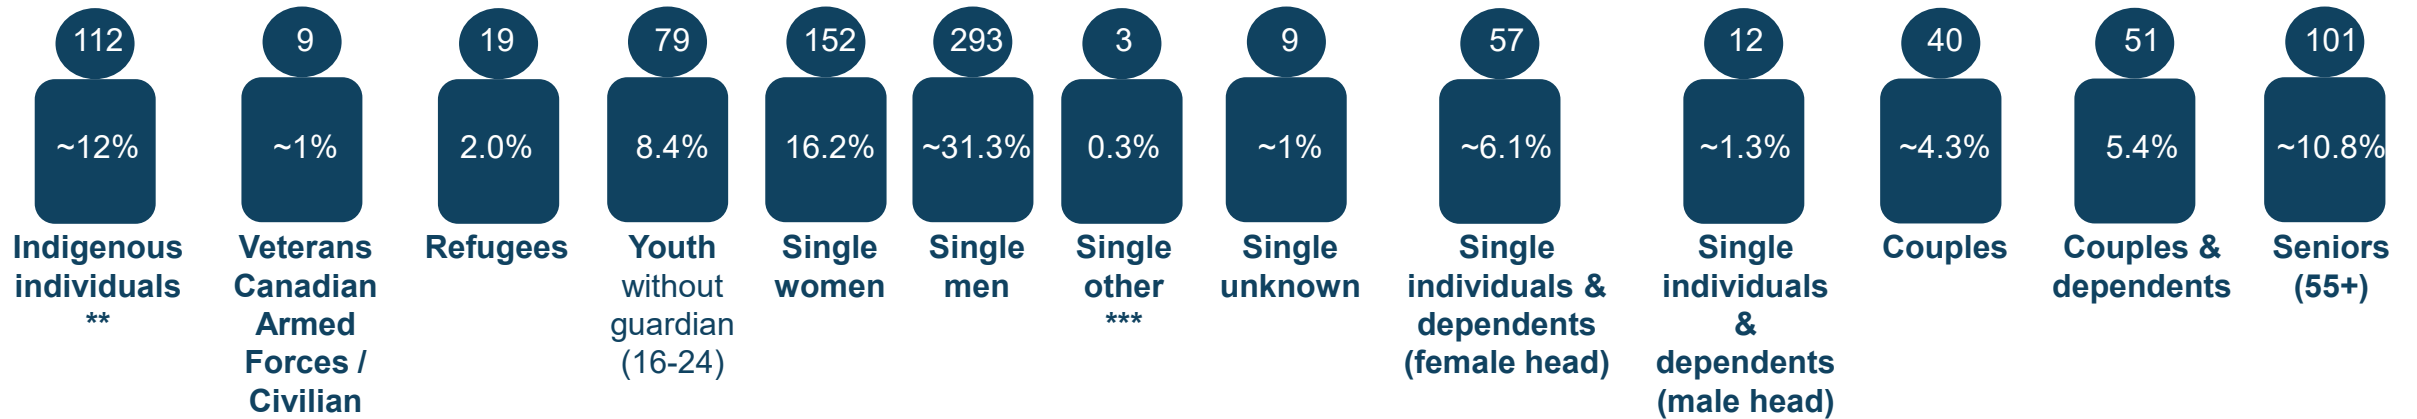 112
~12%
Indigenous
individuals
**
9
~1%
Veterans
Canadian
Armed
Forces /
Civilian
19
2.0%
Refugees
79
8.4%
Youth
without
guardian
(16-24)
152
16.2%
Single
women
293
~31.3%
Single
men
3
0.3%
Single
other
***
9
~1%
Single
unknown
57
~6.1%
Single
individuals &
dependents
(female head)
12
~1.3%
Single
individuals
&
dependents
(male head)
40
~4.3%
Couples
51
5.4%
Couples &
dependents
101
~10.8%
Seniors
(55+)